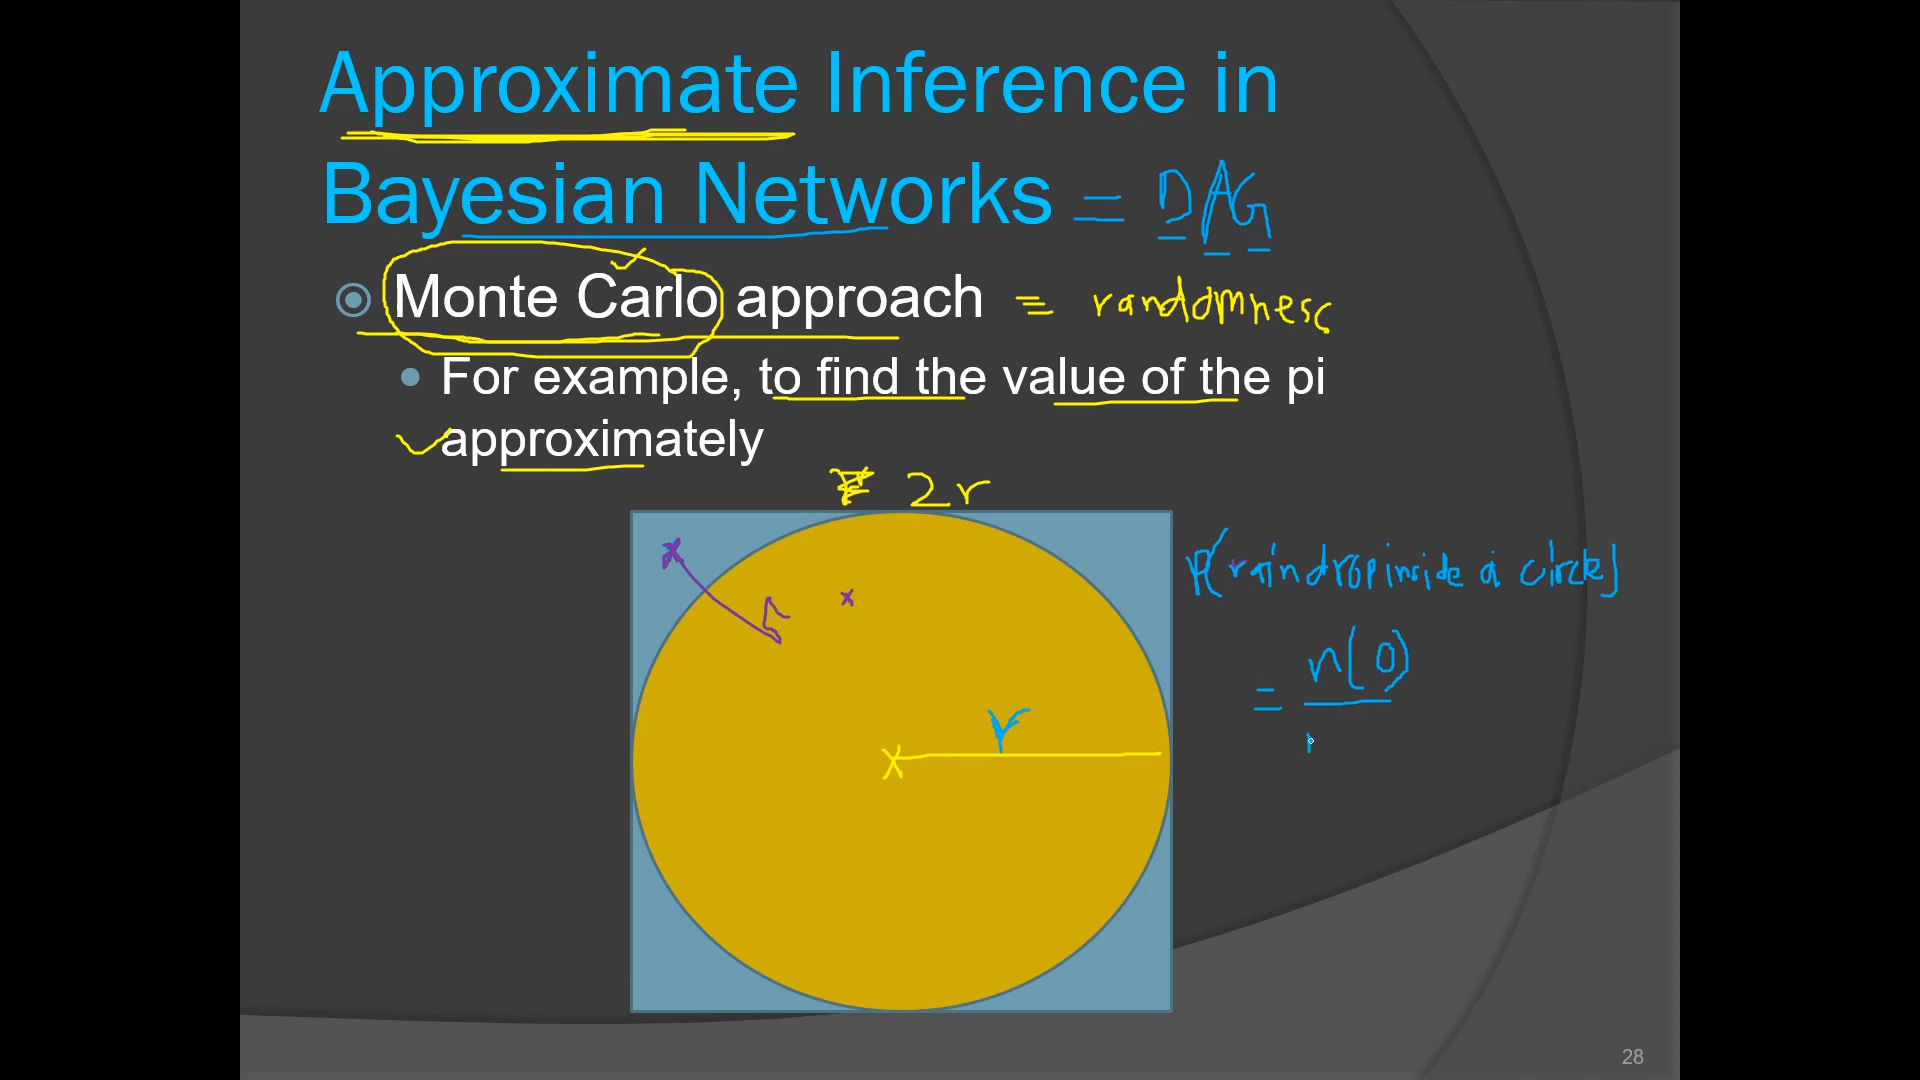 Approximate Inference in
Bayesian Networks = DAG
Monte Carlo approach = randomness
For example, to find the value of the pi
approximately
2r
P(raindrop inside a circle)
r
= n(0)
28